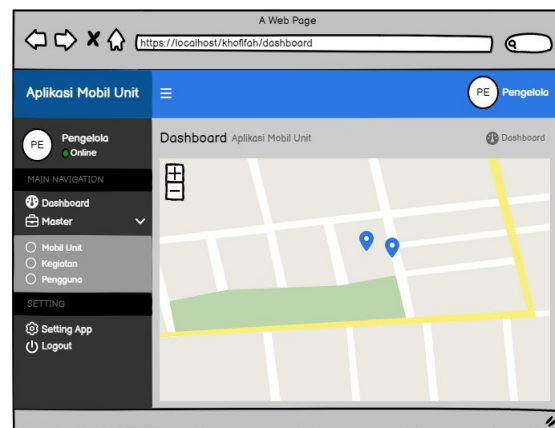 A Web Page
https://localhost/khofifah/dashboard
Aplikasi Mobil Unit
PE Pengelola
PE Pengelola
Online
Dashboard Aplikasi Mobil Unit
Dashboard
MAIN NAVIGATION
Dashboard
Master
Mobil Unit
Kegiatan
Pengguna
SETTING
Setting App
Logout